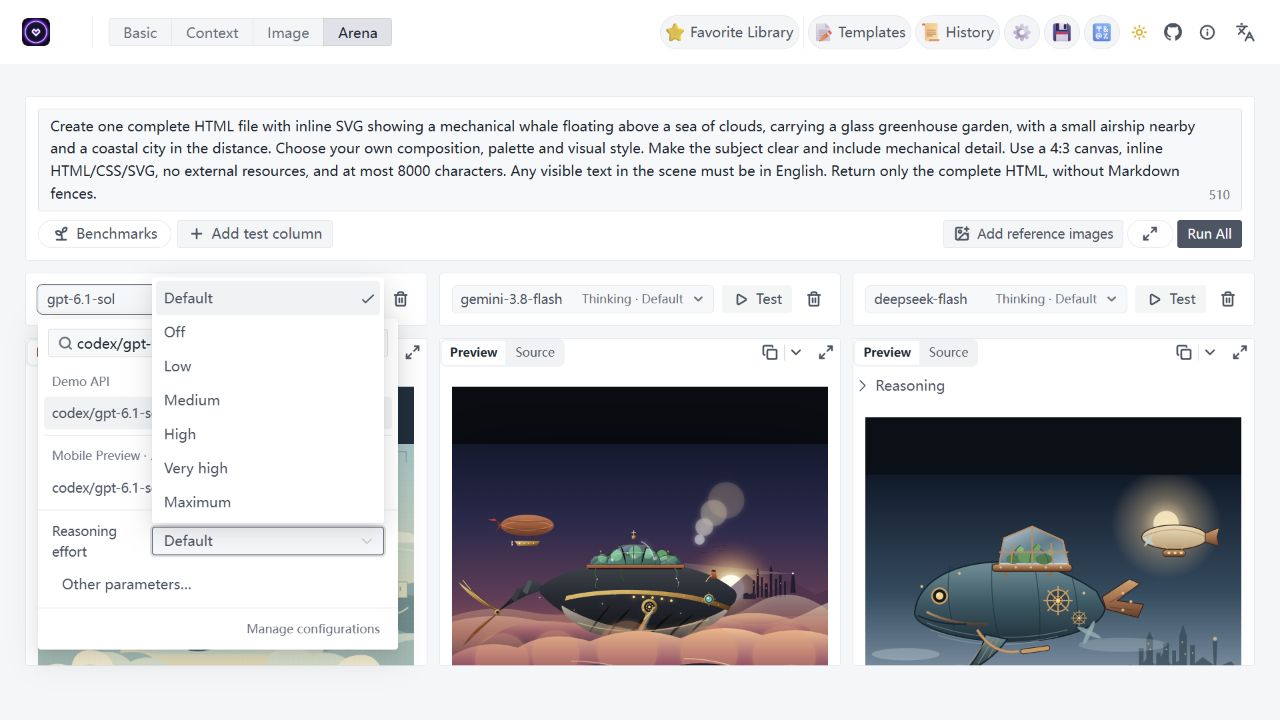 Basic
Context
Image
Arena
Favorite Library
Templates
History
Create one complete HTML file with inline SVG showing a mechanical whale floating above a sea of clouds, carrying a glass greenhouse garden, with a small airship nearby
and a coastal city in the distance. Choose your own composition, palette and visual style. Make the subject clear and include mechanical detail. Use a 4:3 canvas, inline
HTML/CSS/SVG, no external resources, and at most 8000 characters. Any visible text in the scene must be in English. Return only the complete HTML, without Markdown
fences.
510
Benchmarks
Add test column
Add reference images
Run All
gpt-6.1-sol
codex/gpt-
Demo API
codex/gpt-6.1-s
Mobile Preview ·
codex/gpt-6.1-s
Default
Off
Low
Medium
High
Very high
Maximum
Reasoning
effort
Default
Other parameters...
Manage configurations
gemini-3.8-flash
Thinking · Default
Test
Preview
Source
deepseek-flash
Thinking · Default
Test
Preview
Source
Reasoning